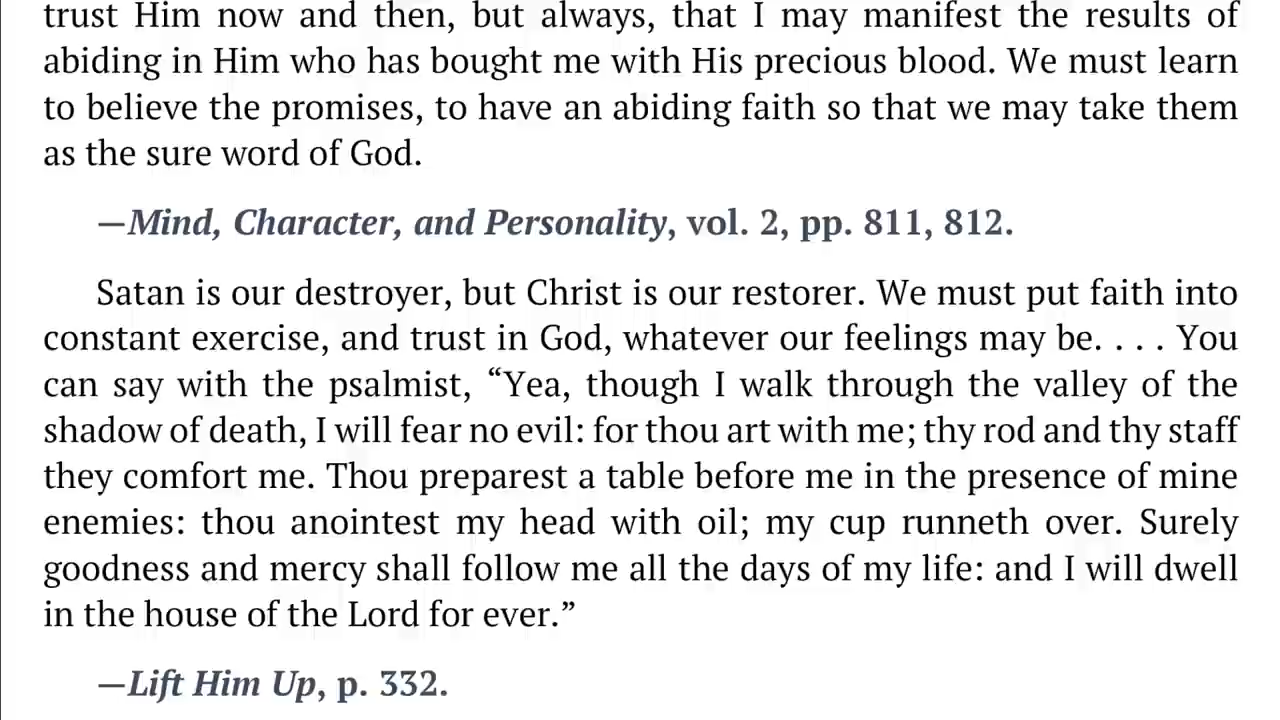 trust Him now and then, but always, that I may manifest the results of
abiding in Him who has bought me with His precious blood. We must learn
to believe the promises, to have an abiding faith so that we may take them
as the sure word of God.
—Mind, Character, and Personality, vol. 2, pp. 811, 812.
Satan is our destroyer, but Christ is our restorer. We must put faith into
constant exercise, and trust in God, whatever our feelings may be. . . . You
can say with the psalmist, “Yea, though I walk through the valley of the
shadow of death, I will fear no evil: for thou art with me; thy rod and thy staff
they comfort me. Thou preparest a table before me in the presence of mine
enemies: thou anointest my head with oil; my cup runneth over. Surely
goodness and mercy shall follow me all the days of my life: and I will dwell
in the house of the Lord for ever.”
—Lift Him Up, p. 332.